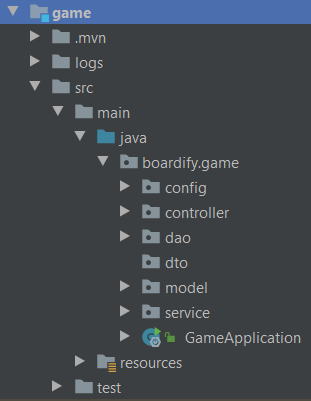 game
.mvn
logs
src
main
java
boardify.game
config
controller
dao
dto
model
service
GameApplication
resources
test